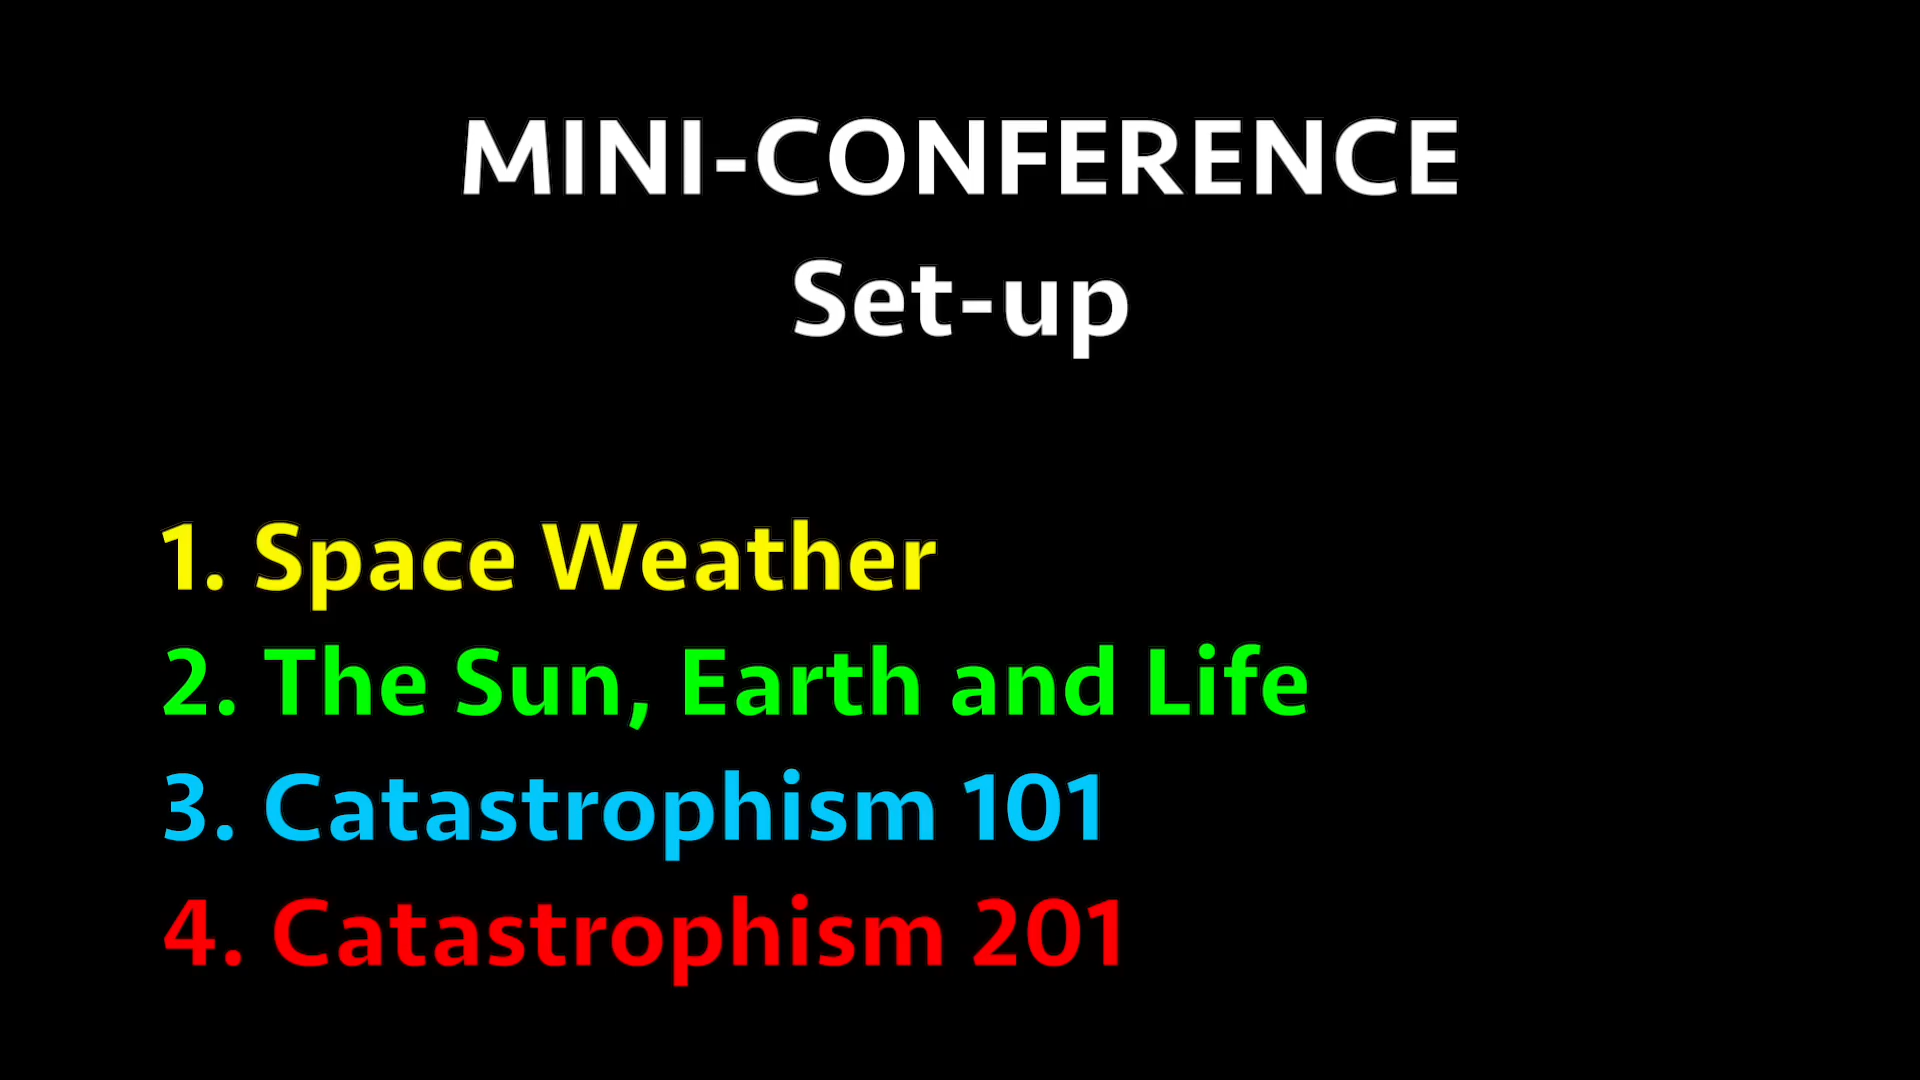 MINI-CONFERENCE
Set-up
1. Space Weather
2. The Sun, Earth and Life
3. Catastrophism 101
4. Catastrophism 201